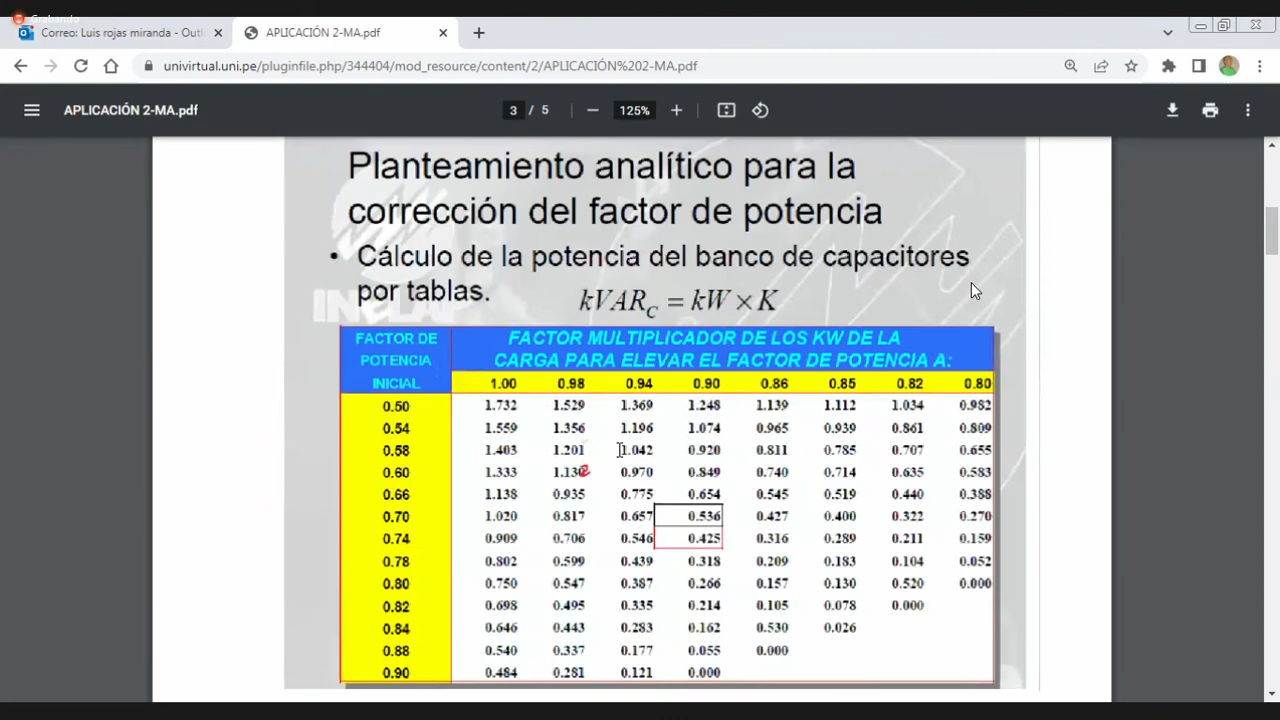 Grabando
Correo: Luis rojas miranda - Outl
APLICACIÓN 2-MA.pdf
univirtual.uni.pe/pluginfile.php/344404/mod_resource/content/2/APLICACIÓN%202-MA.pdf
APLICACIÓN 2-MA.pdf
3 / 5
125%
Planteamiento analítico para la
corrección del factor de potencia
• Cálculo de la potencia del banco de capacitores
por tablas. kVAR_C = kW × K
FACTOR DE POTENCIA INICIAL
FACTOR MULTIPLICADOR DE LOS KW DE LA
CARGA PARA ELEVAR EL FACTOR DE POTENCIA A:
1.00 0.98 0.94 0.90 0.86 0.85 0.82 0.80
0.50 1.732 1.529 1.369 1.248 1.139 1.112 1.034 0.982
0.54 1.559 1.356 1.196 1.074 0.965 0.939 0.861 0.809
0.58 1.403 1.201 1.042 0.920 0.811 0.785 0.707 0.655
0.60 1.333 1.130 0.970 0.849 0.740 0.714 0.635 0.583
0.66 1.138 0.935 0.775 0.654 0.545 0.519 0.440 0.388
0.70 1.020 0.817 0.657 0.536 0.427 0.400 0.322 0.270
0.74 0.909 0.706 0.546 0.425 0.316 0.289 0.211 0.159
0.78 0.802 0.599 0.439 0.318 0.209 0.183 0.104 0.052
0.80 0.750 0.547 0.387 0.266 0.157 0.130 0.520 0.000
0.82 0.698 0.495 0.335 0.214 0.105 0.078 0.000
0.84 0.646 0.443 0.283 0.162 0.530 0.026
0.88 0.540 0.337 0.177 0.055 0.000
0.90 0.484 0.281 0.121 0.000